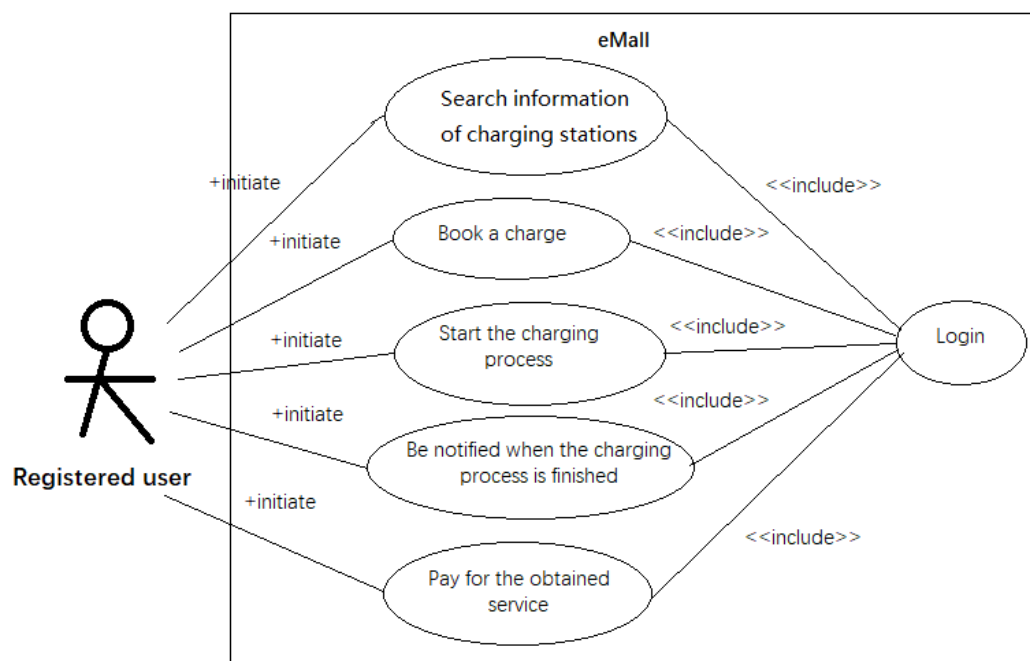 eMall
Search information
of charging stations
+initiate
<<include>>
Book a charge
+initiate
<<include>>
Start the charging
process
+initiate
<<include>>
Login
Be notified when the charging
process is finished
+initiate
<<include>>
Registered user
+initiate
Pay for the obtained
service
<<include>>